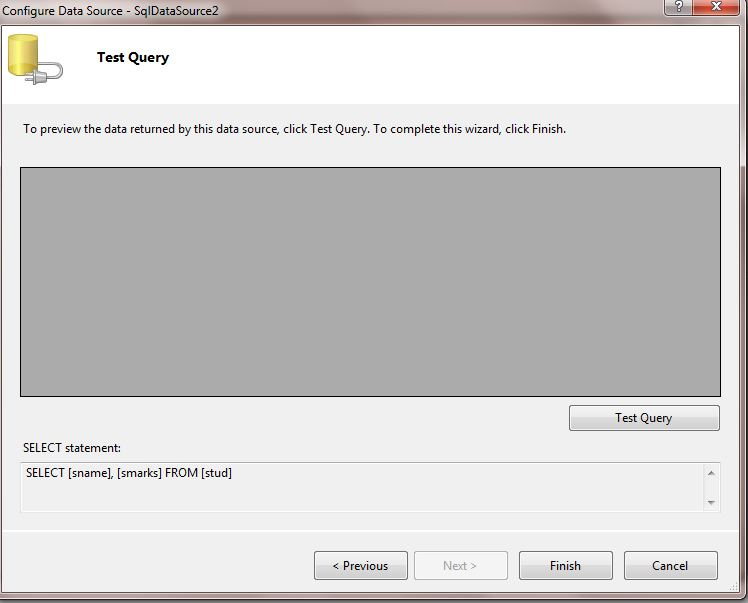 Configure Data Source - SqlDataSource2
?
Test Query
To preview the data returned by this data source, click Test Query. To complete this wizard, click Finish.
Test Query
SELECT statement:
SELECT [sname], [smarks] FROM [stud]
< Previous
Next >
Finish
Cancel